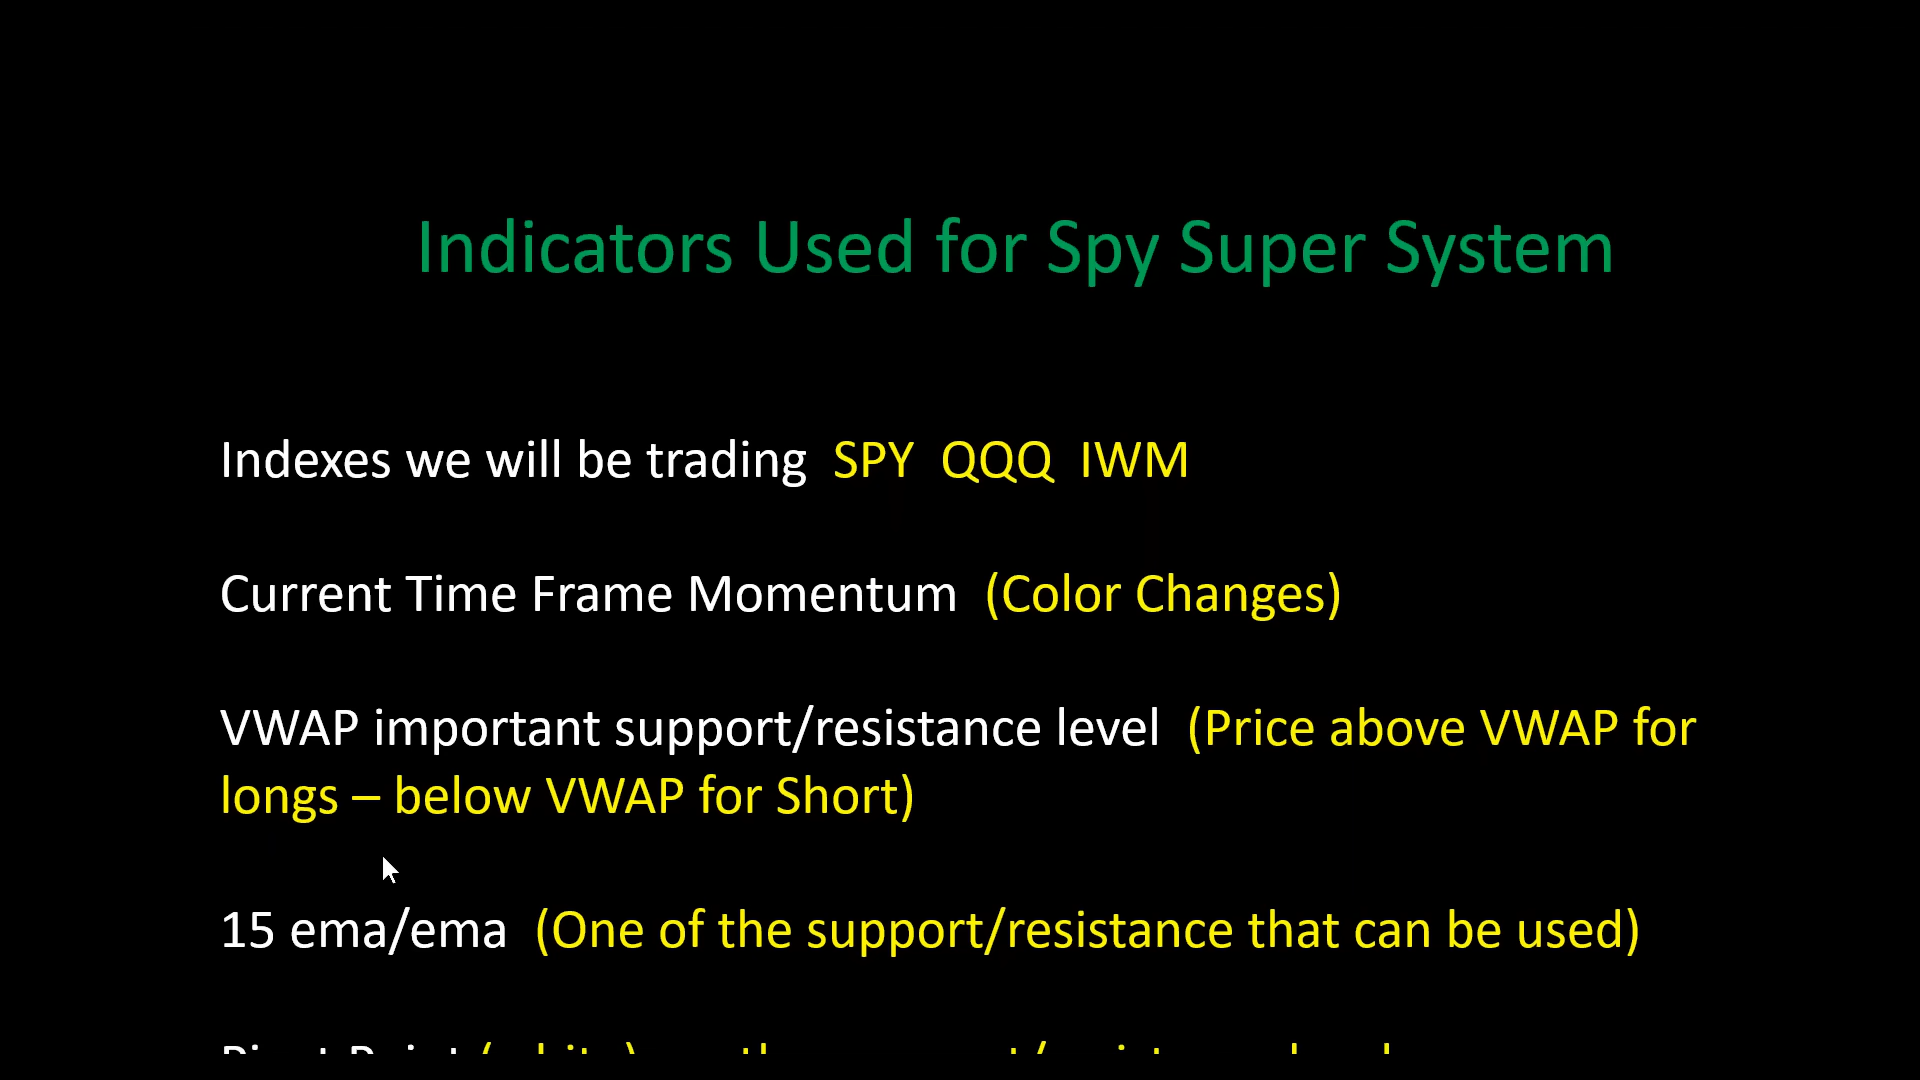 Indicators Used for Spy Super System
Indexes we will be trading SPY QQQ IWM
Current Time Frame Momentum (Color Changes)
VWAP important support/resistance level (Price above VWAP for
longs – below VWAP for Short)
15 ema/ema (One of the support/resistance that can be used)